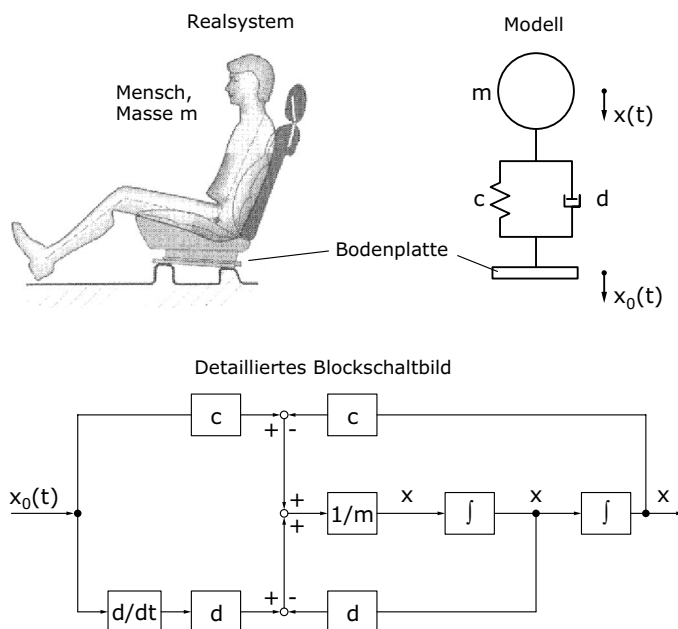 Realsystem
Modell
Mensch,
Masse m
m
x(t)
c
d
Bodenplatte
x₀(t)
Detailliertes Blockschaltbild
c
c
+ -
x₀(t)
+
+
1/m
x
∫
x
∫
x
+ -
d/dt
d
d